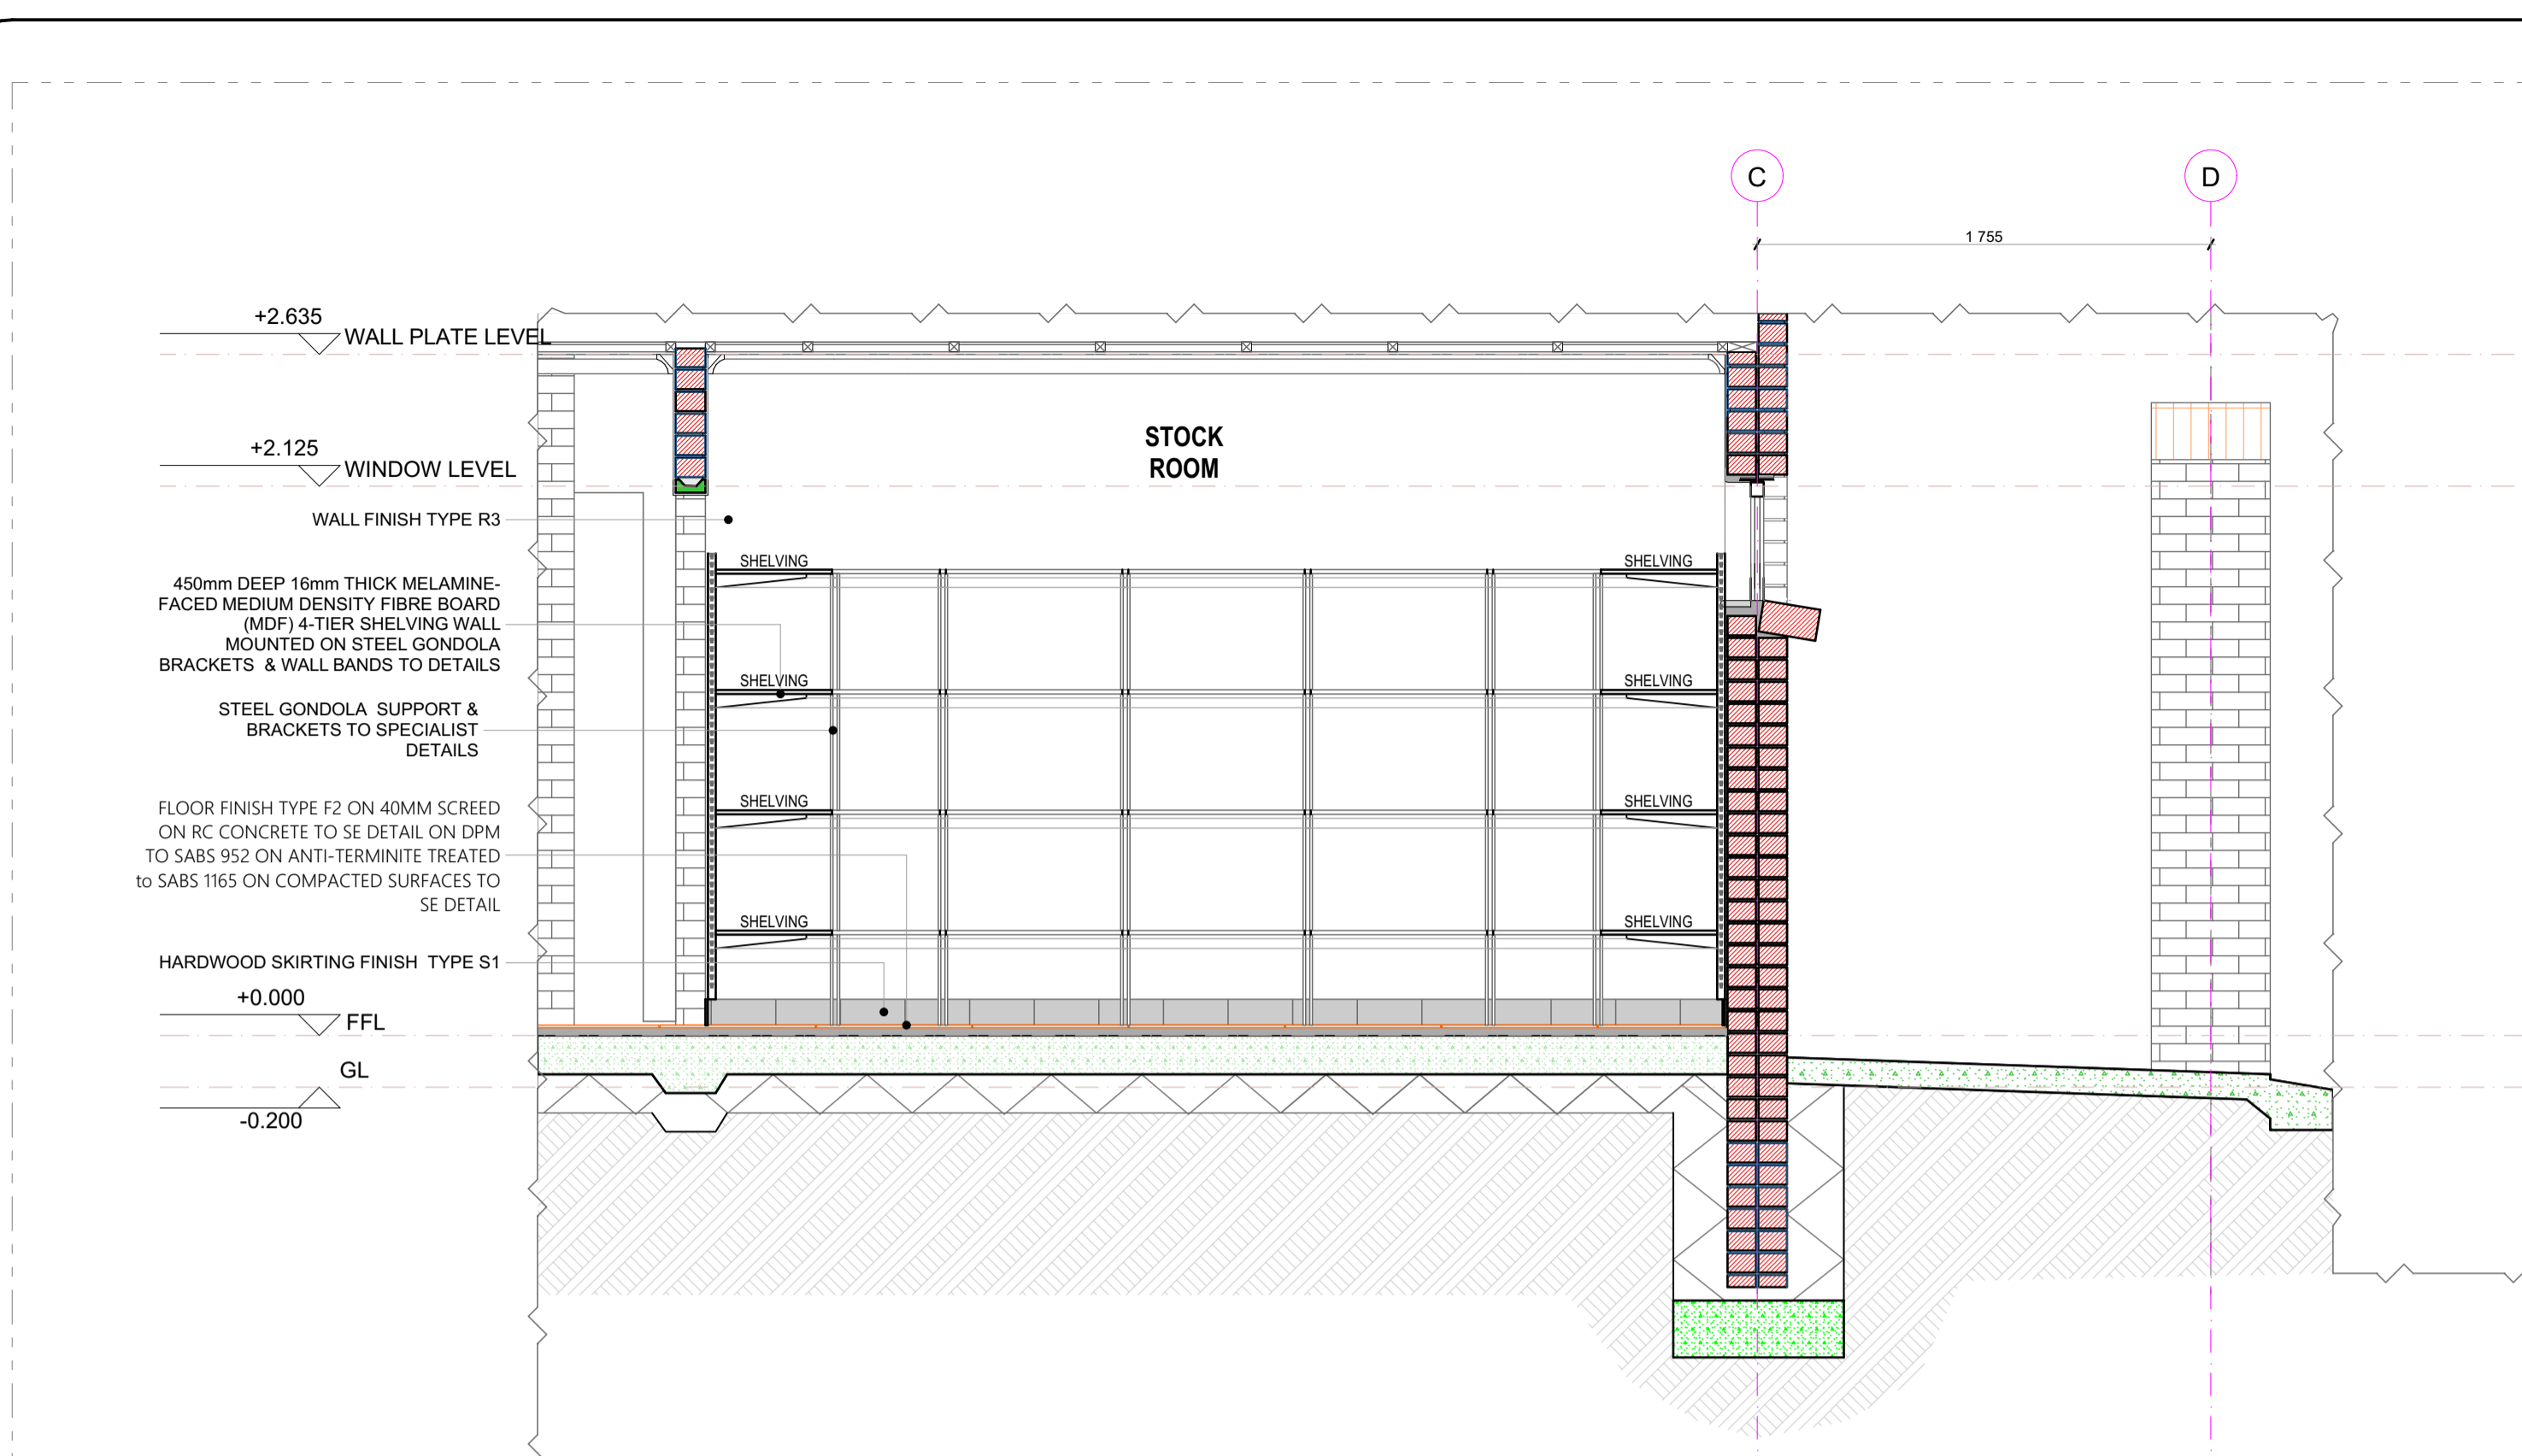 C
D
1 755
+2.635
WALL PLATE LEVEL
STOCK
ROOM
+2.125
WINDOW LEVEL
WALL FINISH TYPE R3
SHELVING
SHELVING
450mm DEEP 16mm THICK MELAMINE-
FACED MEDIUM DENSITY FIBRE BOARD
(MDF) 4-TIER SHELVING WALL
MOUNTED ON STEEL GONDOLA
BRACKETS & WALL BANDS TO DETAILS
SHELVING
SHELVING
STEEL GONDOLA SUPPORT &
BRACKETS TO SPECIALIST
DETAILS
SHELVING
SHELVING
FLOOR FINISH TYPE F2 ON 40MM SCREED
ON RC CONCRETE TO SE DETAIL ON DPM
TO SABS 952 ON ANTI-TERMINITE TREATED
to SABS 1165 ON COMPACTED SURFACES TO
SE DETAIL
SHELVING
SHELVING
HARDWOOD SKIRTING FINISH TYPE S1
+0.000
FFL
GL
-0.200